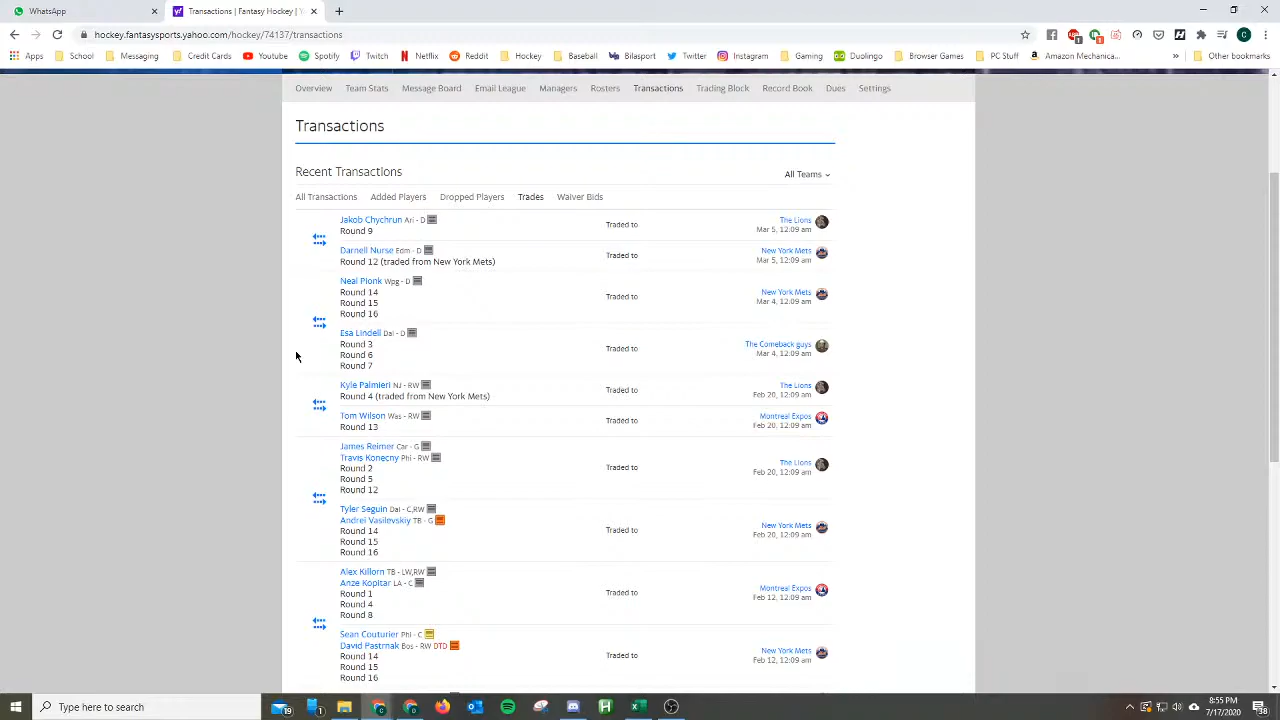 WhatsApp
Transactions | Fantasy Hockey | Y
hockey.fantasysports.yahoo.com/hockey/74137/transactions
Apps School Messaging Credit Cards Youtube Spotify Twitch Netflix Reddit Hockey Baseball Bilasport Twitter Instagram Gaming Duolingo Browser Games PC Stuff Amazon Mechanica... » Other bookmarks
Overview Team Stats Message Board Email League Managers Rosters Transactions Trading Block Record Book Dues Settings
Transactions
Recent Transactions
All Teams
All Transactions Added Players Dropped Players Trades Waiver Bids
Jakob Chychrun Ari - D
Round 9
Traded to
The Lions
Mar 5, 12:09 am
Darnell Nurse Edm - D
Round 12 (traded from New York Mets)
Traded to
New York Mets
Mar 5, 12:09 am
Neal Pionk Wpg - D
Round 14
Round 15
Round 16
Traded to
New York Mets
Mar 4, 12:09 am
Esa Lindell Dal - D
Round 3
Round 6
Round 7
Traded to
The Comeback guys
Mar 4, 12:09 am
Kyle Palmieri NJ - RW
Round 4 (traded from New York Mets)
Traded to
The Lions
Feb 20, 12:09 am
Tom Wilson Was - RW
Round 13
Traded to
Montreal Expos
Feb 20, 12:09 am
James Reimer Car - G
Travis Konecny Phi - RW
Round 2
Round 5
Round 12
Traded to
The Lions
Feb 20, 12:09 am
Tyler Seguin Dal - C,RW
Andrei Vasilevskiy TB - G
Round 14
Round 15
Round 16
Traded to
New York Mets
Feb 20, 12:09 am
Alex Killorn TB - LW,RW
Anze Kopitar LA - C
Round 1
Round 4
Round 8
Traded to
Montreal Expos
Feb 12, 12:09 am
Sean Couturier Phi - C
David Pastrnak Bos - RW DTD
Round 14
Round 15
Round 16
Traded to
New York Mets
Feb 12, 12:09 am
Type here to search
19
1
8:55 PM
7/17/2020
38